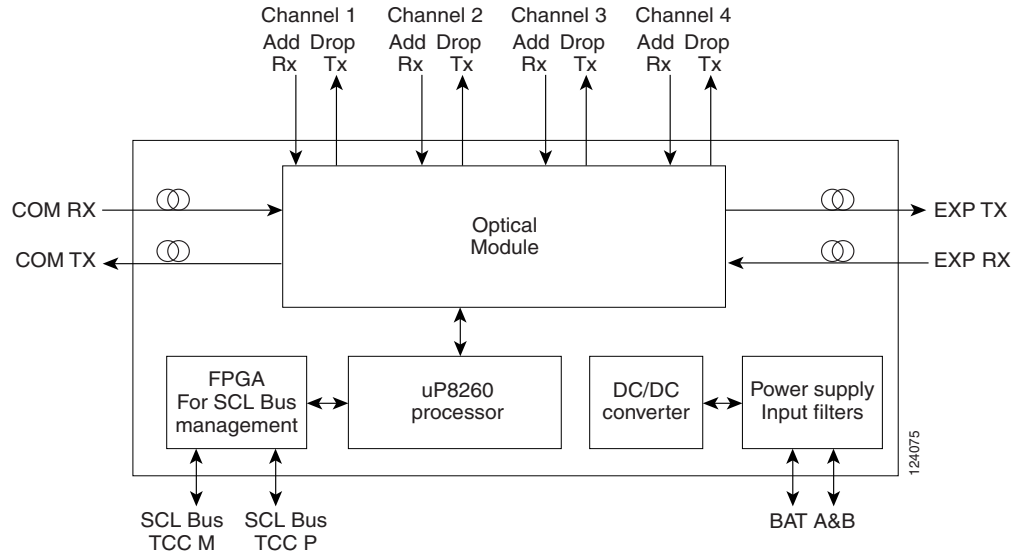 Channel 1 Channel 2 Channel 3 Channel 4
Add Drop Add Drop Add Drop Add Drop
Rx Tx Rx Tx Rx Tx Rx Tx
COM RX
COM TX
Optical
Module
EXP TX
EXP RX
FPGA
For SCL Bus
management
uP8260
processor
DC/DC
converter
Power supply
Input filters
124075
SCL Bus
TCC M
SCL Bus
TCC P
BAT A&B